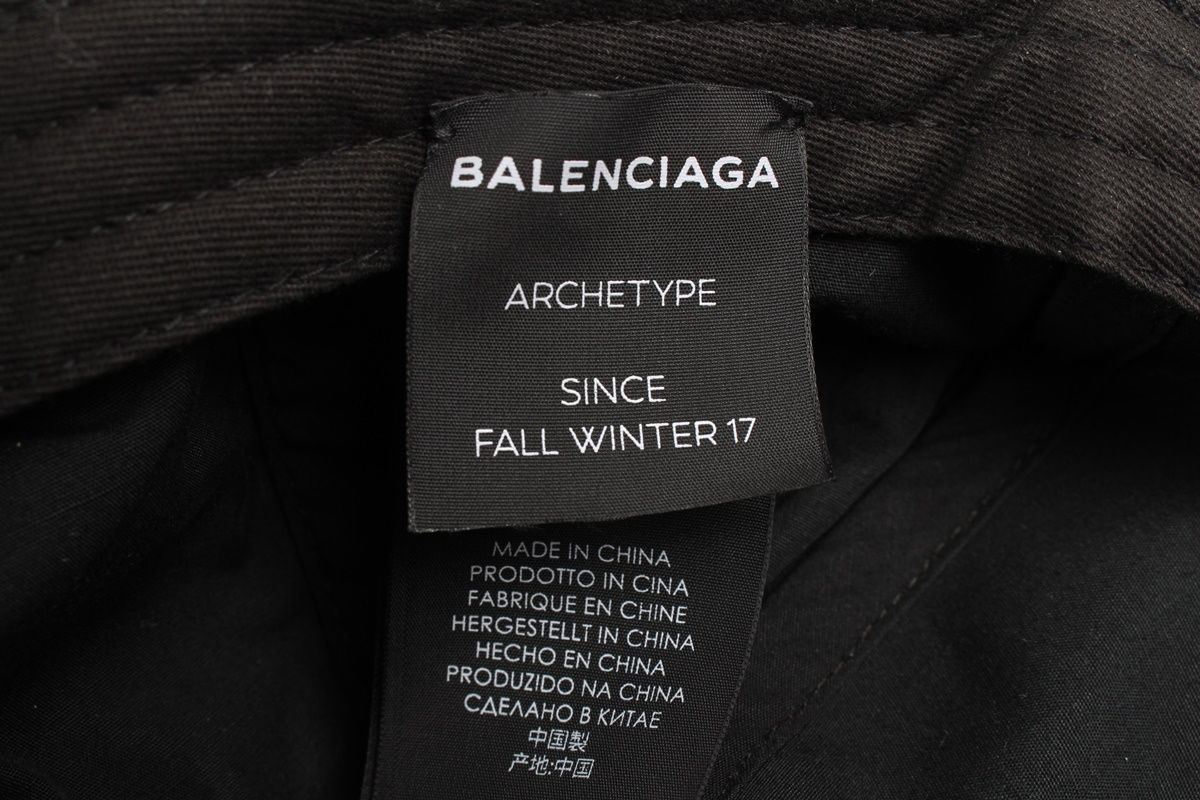 BALENCIAGA
ARCHETYPE
SINCE
FALL WINTER 17
MADE IN CHINA
PRODOTTO IN CINA
FABRIQUE EN CHINE
HERGESTELLT IN CHINA
HECHO EN CHINA
PRODUZIDO NA CHINA
СДЕЛАНО В КИТАЕ
中国製
产地:中国